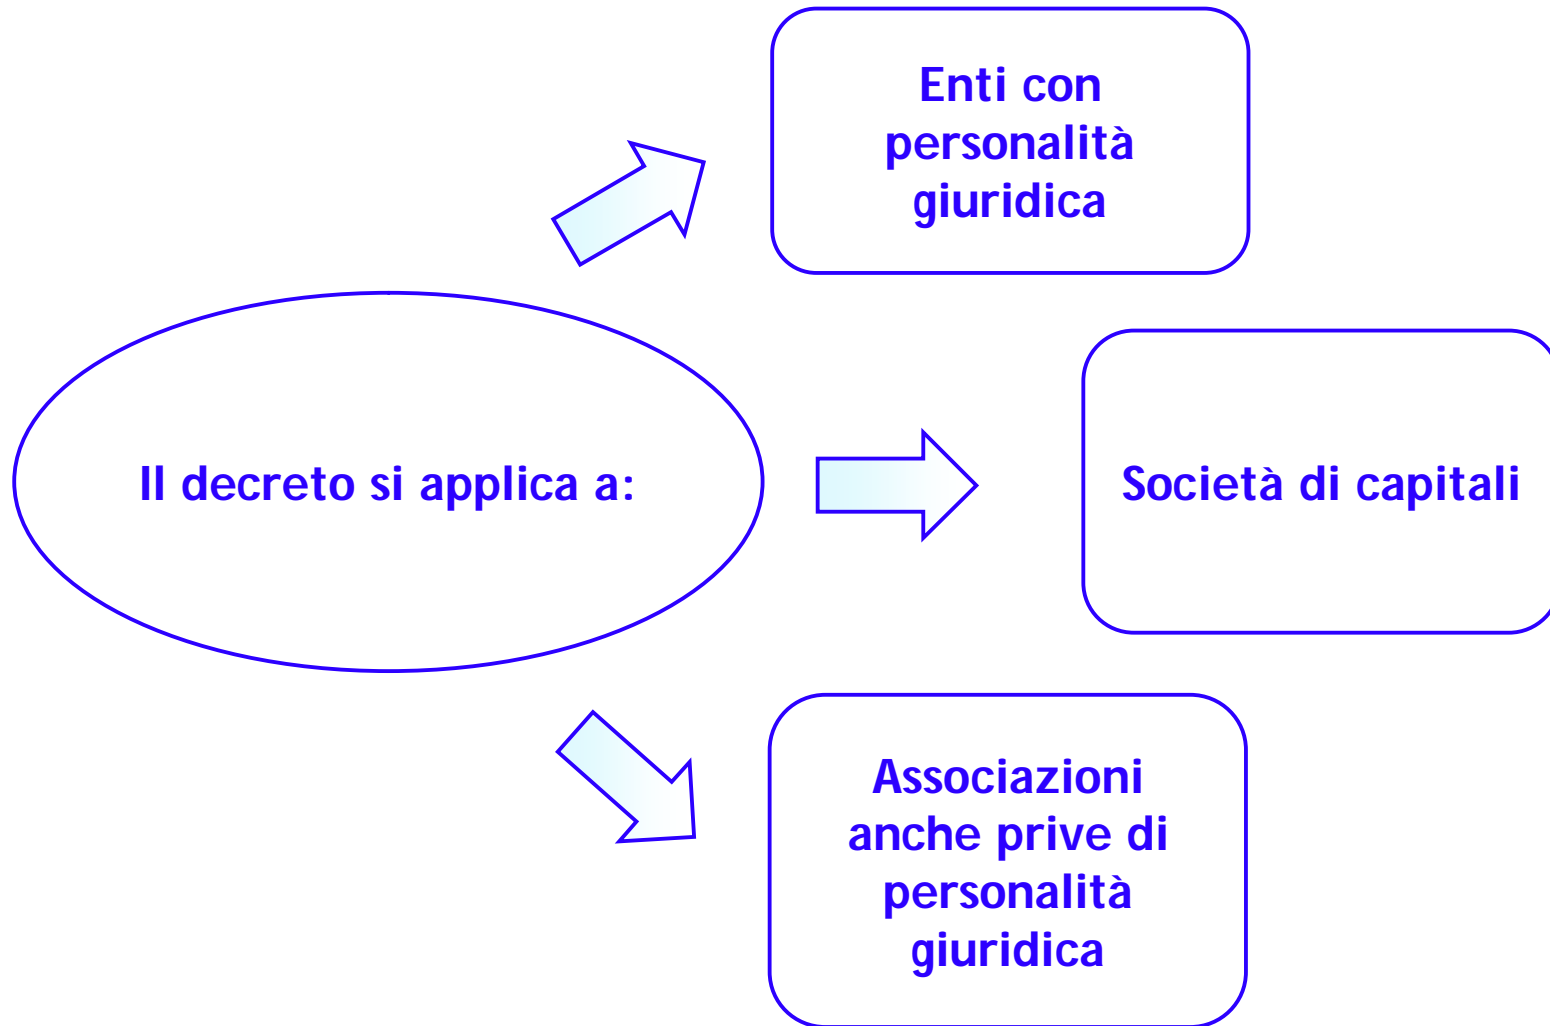 Enti con
personalità
giuridica
Il decreto si applica a:
Società di capitali
Associazioni
anche prive di
personalità
giuridica